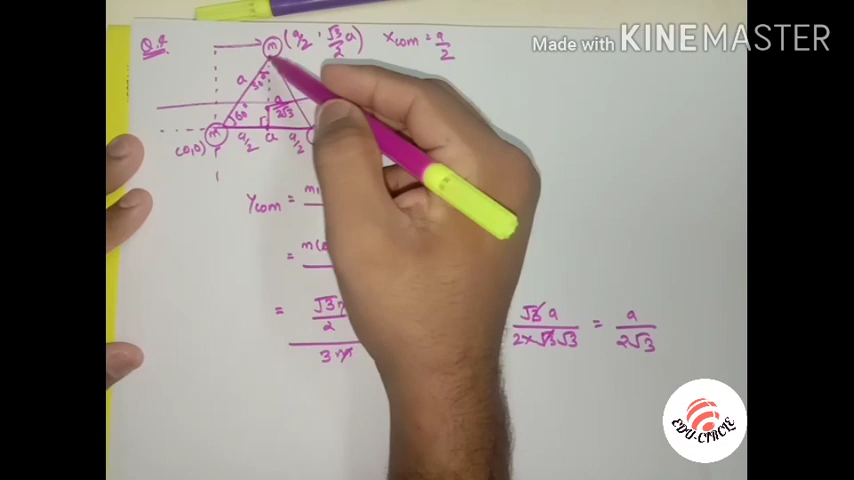 Q.4
m (a/2, √3/2 a) xcom = a/2
a 30°
60° a/2√3
m
(0,0) a/2 a a/2
Ycom = m
= m(
= √3/2
3m
√3 a / 2×√3√3 = a / 2√3
Made with KINEMASTER
EDU-CIRCLE